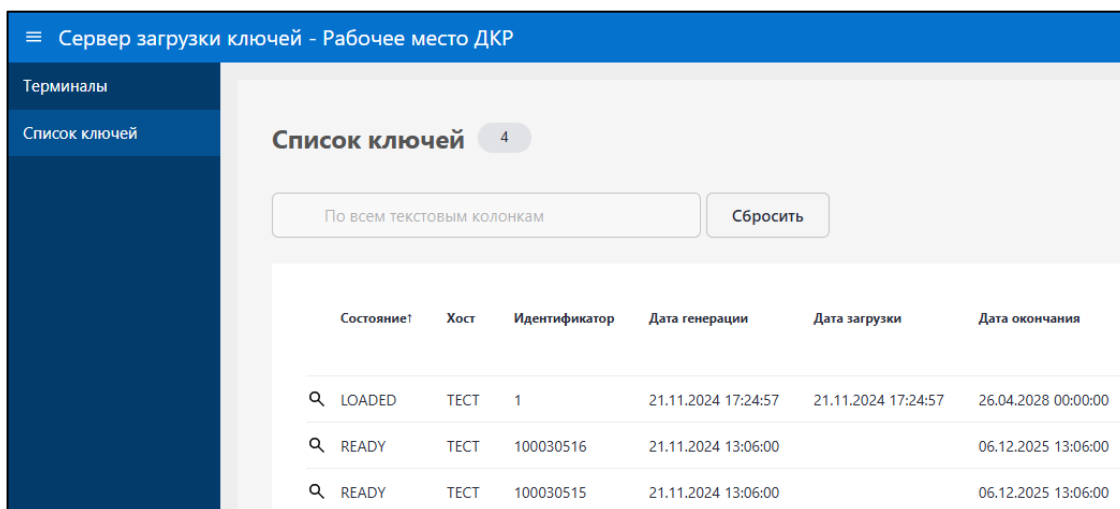 Сервер загрузки ключей - Рабочее место ДКР
Терминалы
Список ключей
Список ключей 4
По всем текстовым колонкам Сбросить
Состояние↑ Хост Идентификатор Дата генерации Дата загрузки Дата окончания
LOADED ТЕСТ 1 21.11.2024 17:24:57 21.11.2024 17:24:57 26.04.2028 00:00:00
READY ТЕСТ 100030516 21.11.2024 13:06:00 06.12.2025 13:06:00
READY ТЕСТ 100030515 21.11.2024 13:06:00 06.12.2025 13:06:00